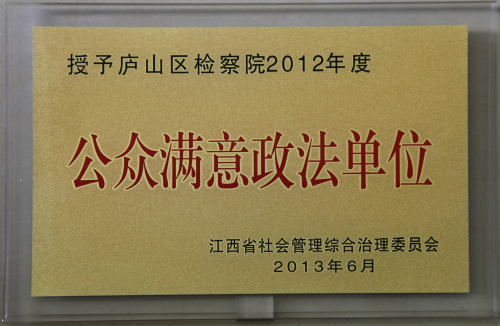 授予庐山区检察院2012年度
公众满意政法单位
江西省社会管理综合治理委员会
2013年6月